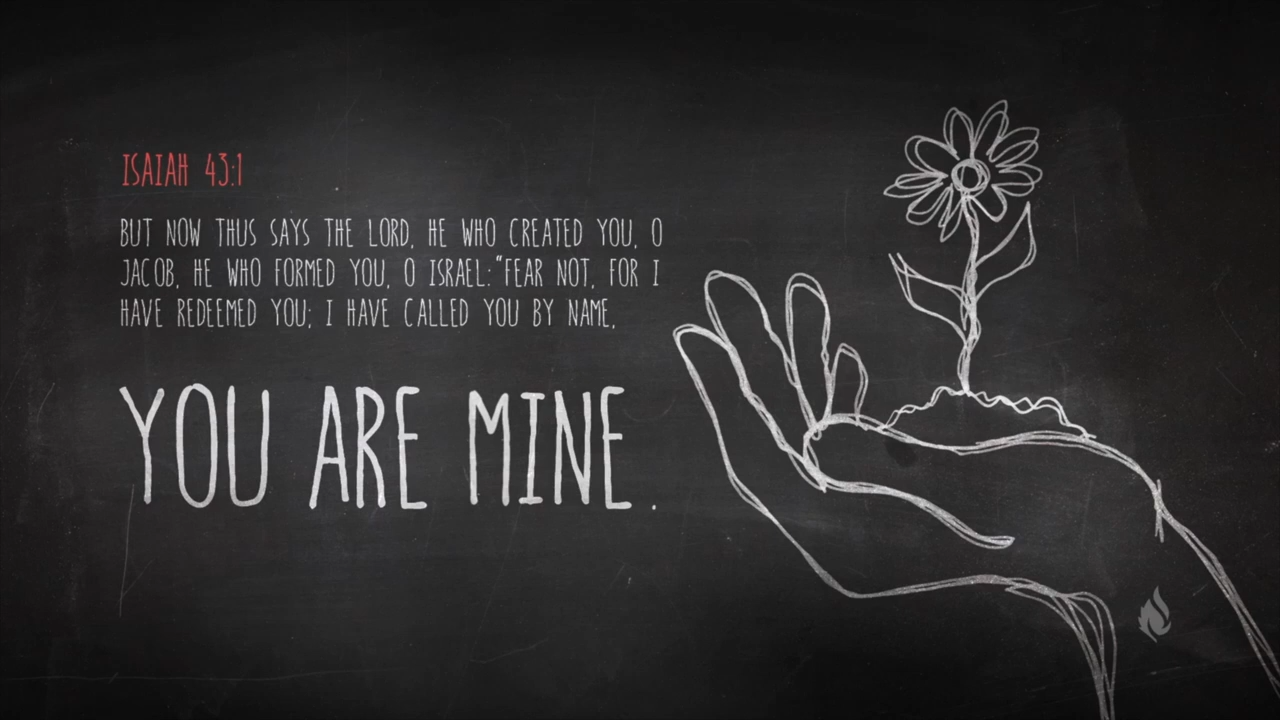 ISAIAH 43:1
BUT NOW THUS SAYS THE LORD, HE WHO CREATED YOU, O
JACOB, HE WHO FORMED YOU, O ISRAEL:"FEAR NOT, FOR I
HAVE REDEEMED YOU; I HAVE CALLED YOU BY NAME,
YOU ARE MINE.